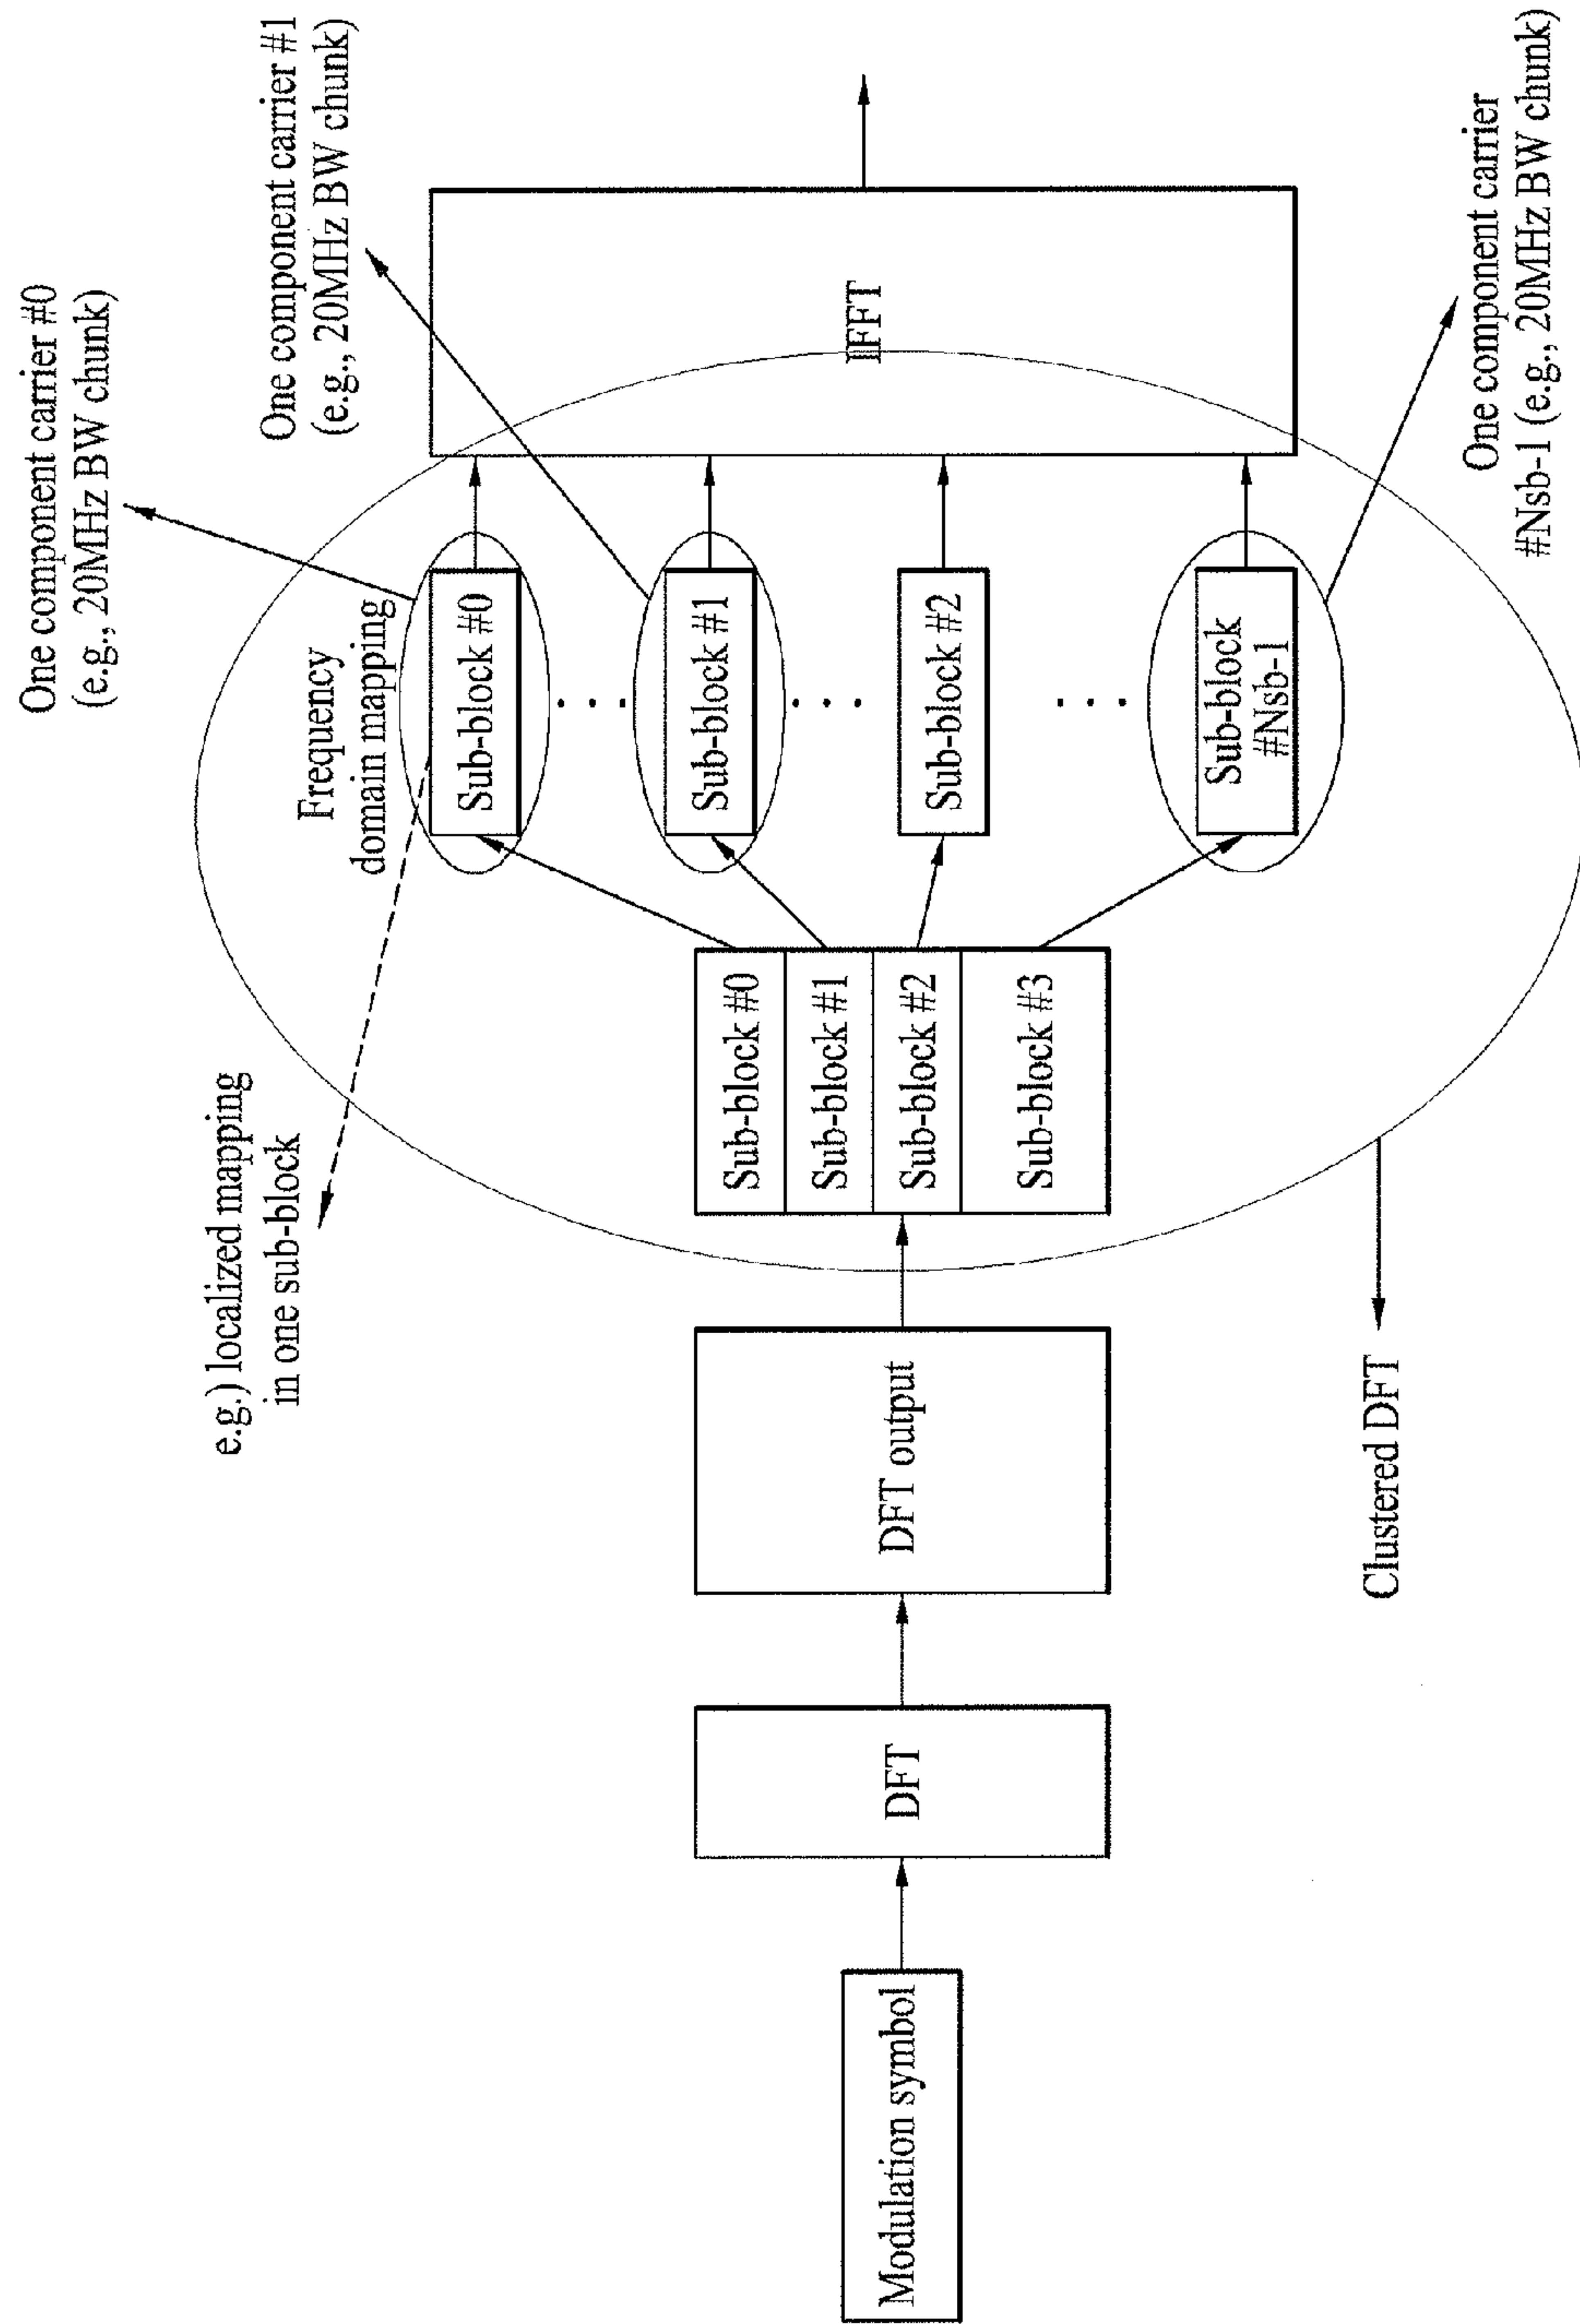 Modulation symbol
DFT
DFT output
Sub-block #0
Sub-block #1
Sub-block #2
Sub-block #3
Clustered DFT
e.g.) localized mapping
in one sub-block
Frequency
domain mapping
Sub-block #0
Sub-block #1
Sub-block #2
Sub-block
#Nsb-1
One component carrier #0
(e.g., 20MHz BW chunk)
One component carrier #1
(e.g., 20MHz BW chunk)
IFFT
One component carrier
#Nsb-1 (e.g., 20MHz BW chunk)